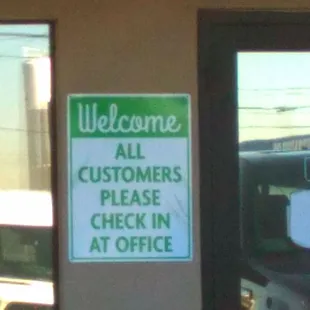 Welcome
ALL
CUSTOMERS
PLEASE
CHECK IN
AT OFFICE